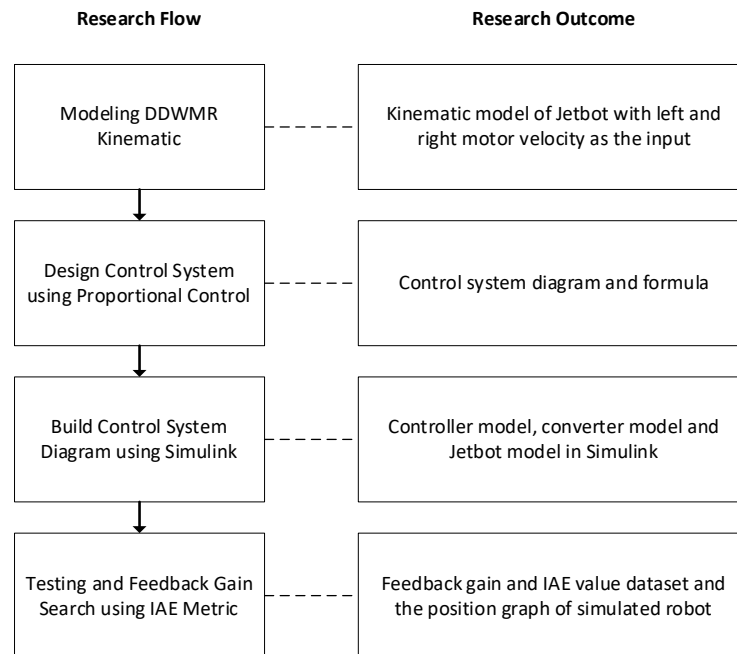 Research Flow
Research Outcome
Modeling DDWMR
Kinematic
Kinematic model of Jetbot with left and
right motor velocity as the input
Design Control System
using Proportional Control
Control system diagram and formula
Build Control System
Diagram using Simulink
Controller model, converter model and
Jetbot model in Simulink
Testing and Feedback Gain
Search using IAE Metric
Feedback gain and IAE value dataset and
the position graph of simulated robot